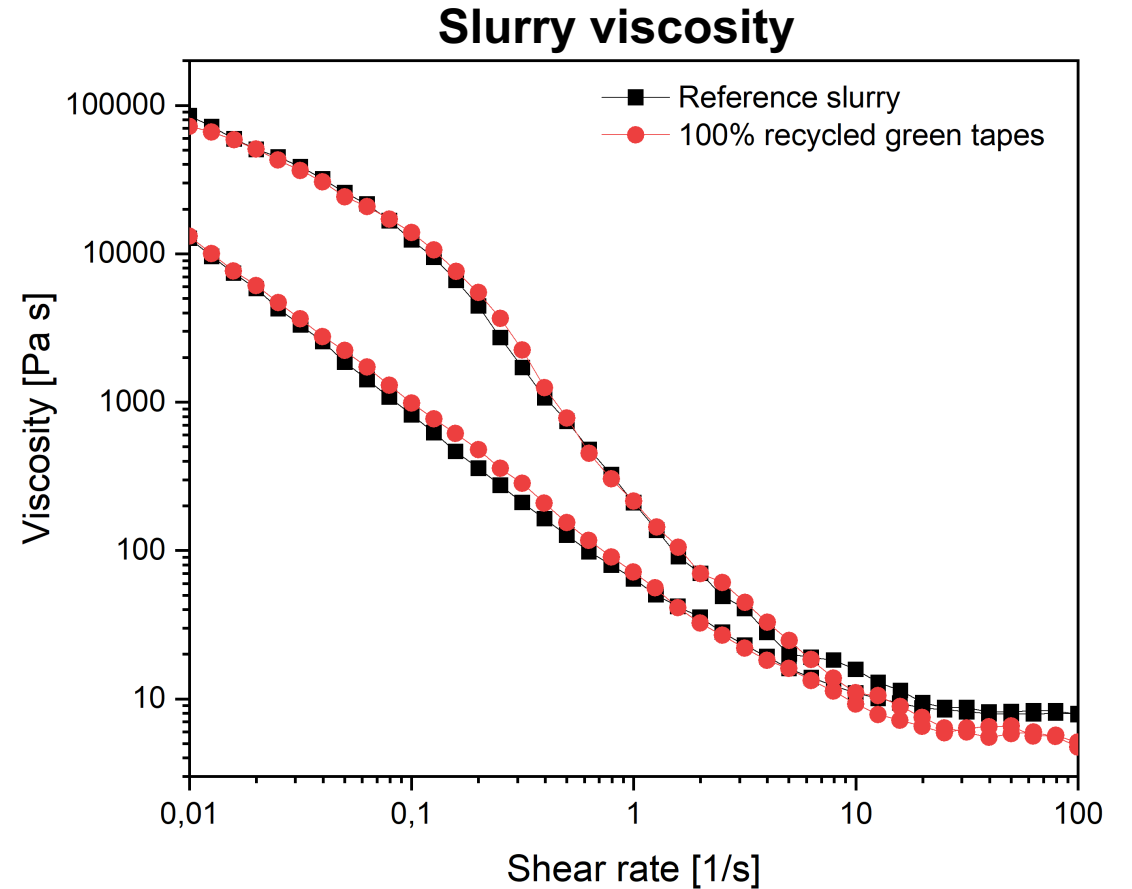 Slurry viscosity
Reference slurry
100% recycled green tapes
100000
10000
1000
100
10
Viscosity [Pa s]
0,01
0,1
1
10
100
Shear rate [1/s]